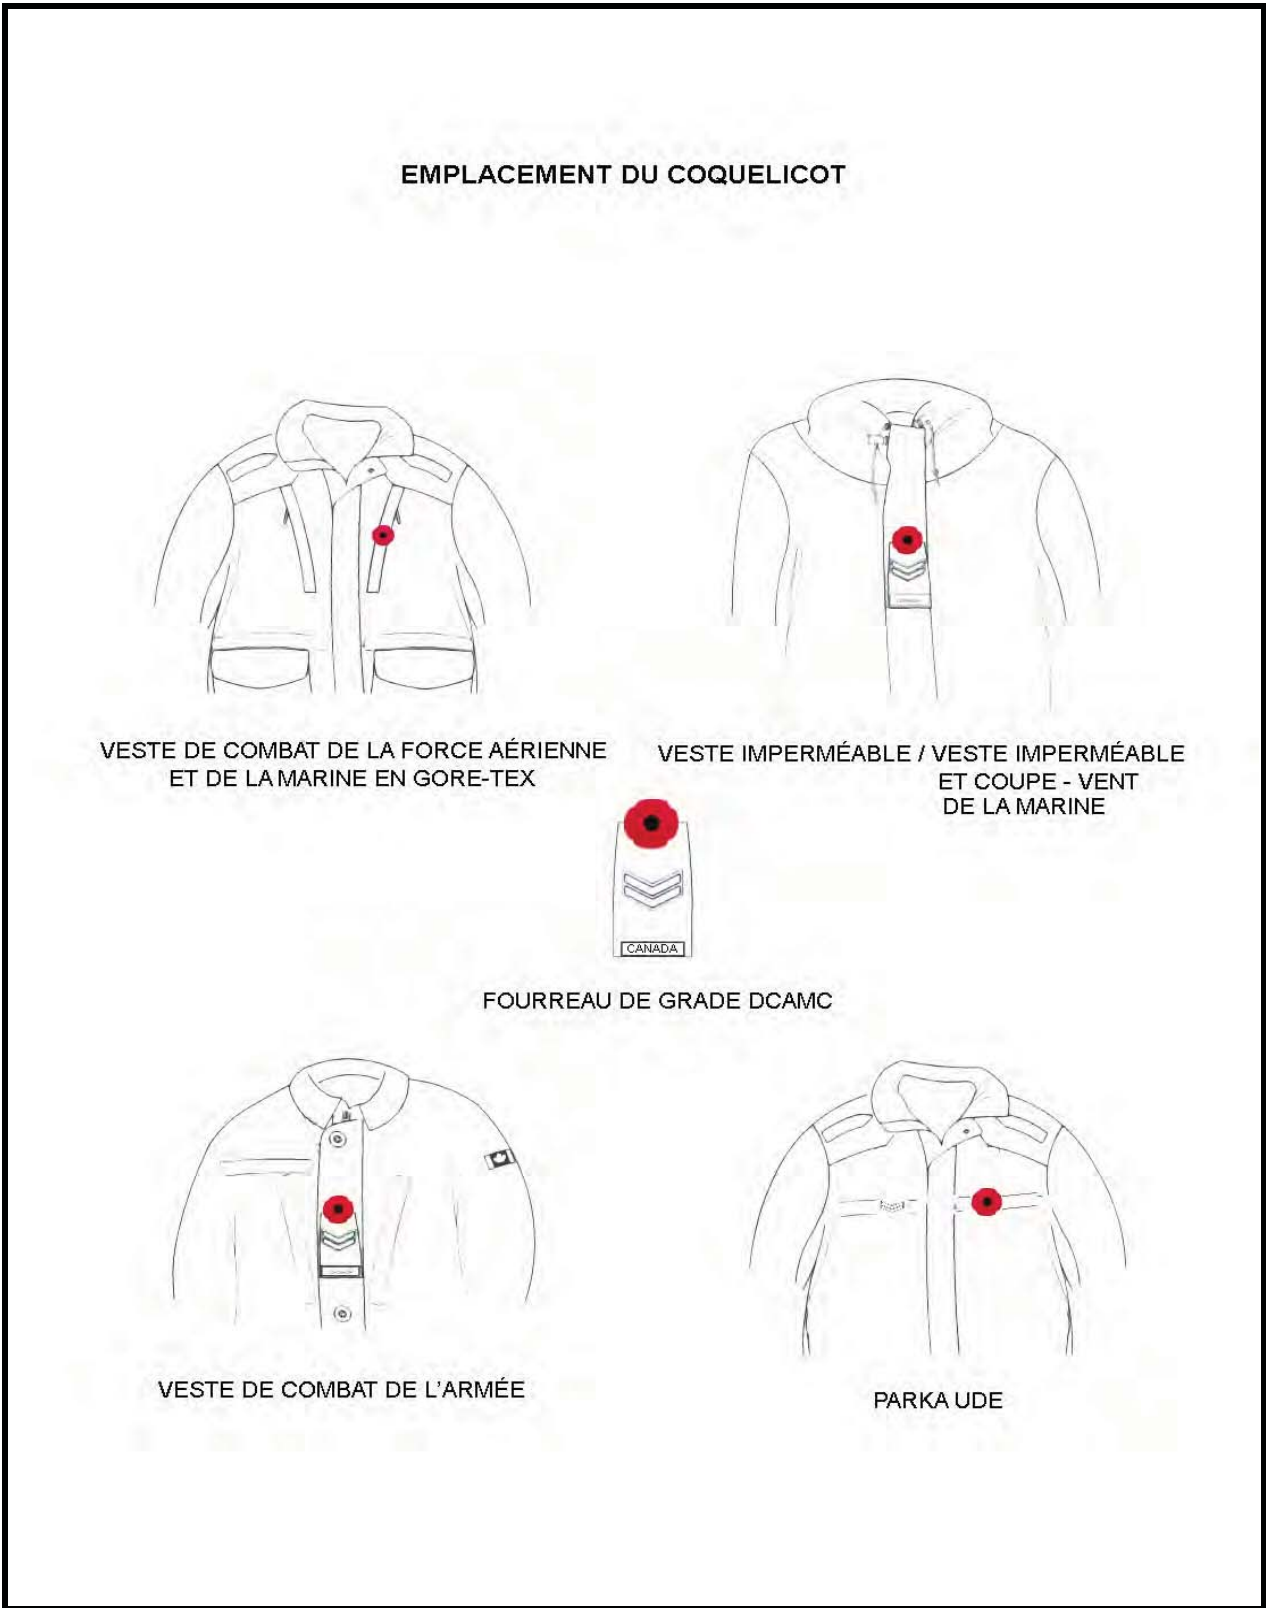 EMPLACEMENT DU COQUELICOT
VESTE DE COMBAT DE LA FORCE AÉRIENNE
ET DE LA MARINE EN GORE-TEX
VESTE IMPERMÉABLE / VESTE IMPERMÉABLE
ET COUPE - VENT
DE LA MARINE
CANADA
FOURREAU DE GRADE DCAMC
VESTE DE COMBAT DE L'ARMÉE
PARKA UDE